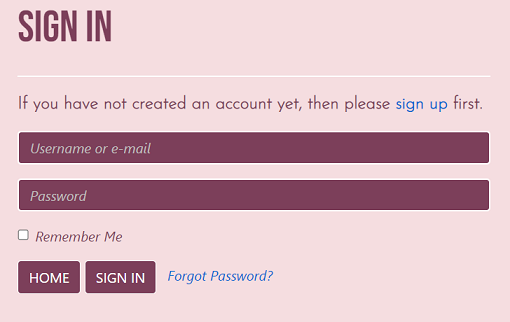 SIGN IN
If you have not created an account yet, then please sign up first.
Username or e-mail
Password
Remember Me
HOME SIGN IN Forgot Password?